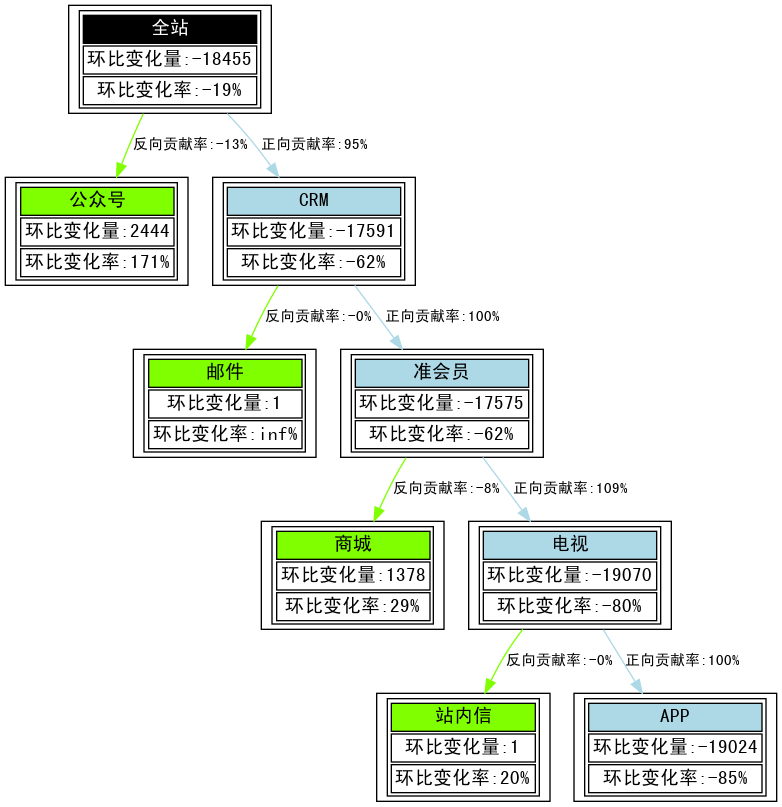 全站
环比变化量:-18455
环比变化率:-19%
反向贡献率:-13%
正向贡献率:95%
公众号
环比变化量:2444
环比变化率:171%
CRM
环比变化量:-17591
环比变化率:-62%
反向贡献率:-0%
正向贡献率:100%
邮件
环比变化量:1
环比变化率:inf%
准会员
环比变化量:-17575
环比变化率:-62%
反向贡献率:-8%
正向贡献率:109%
商城
环比变化量:1378
环比变化率:29%
电视
环比变化量:-19070
环比变化率:-80%
反向贡献率:-0%
正向贡献率:100%
站内信
环比变化量:1
环比变化率:20%
APP
环比变化量:-19024
环比变化率:-85%